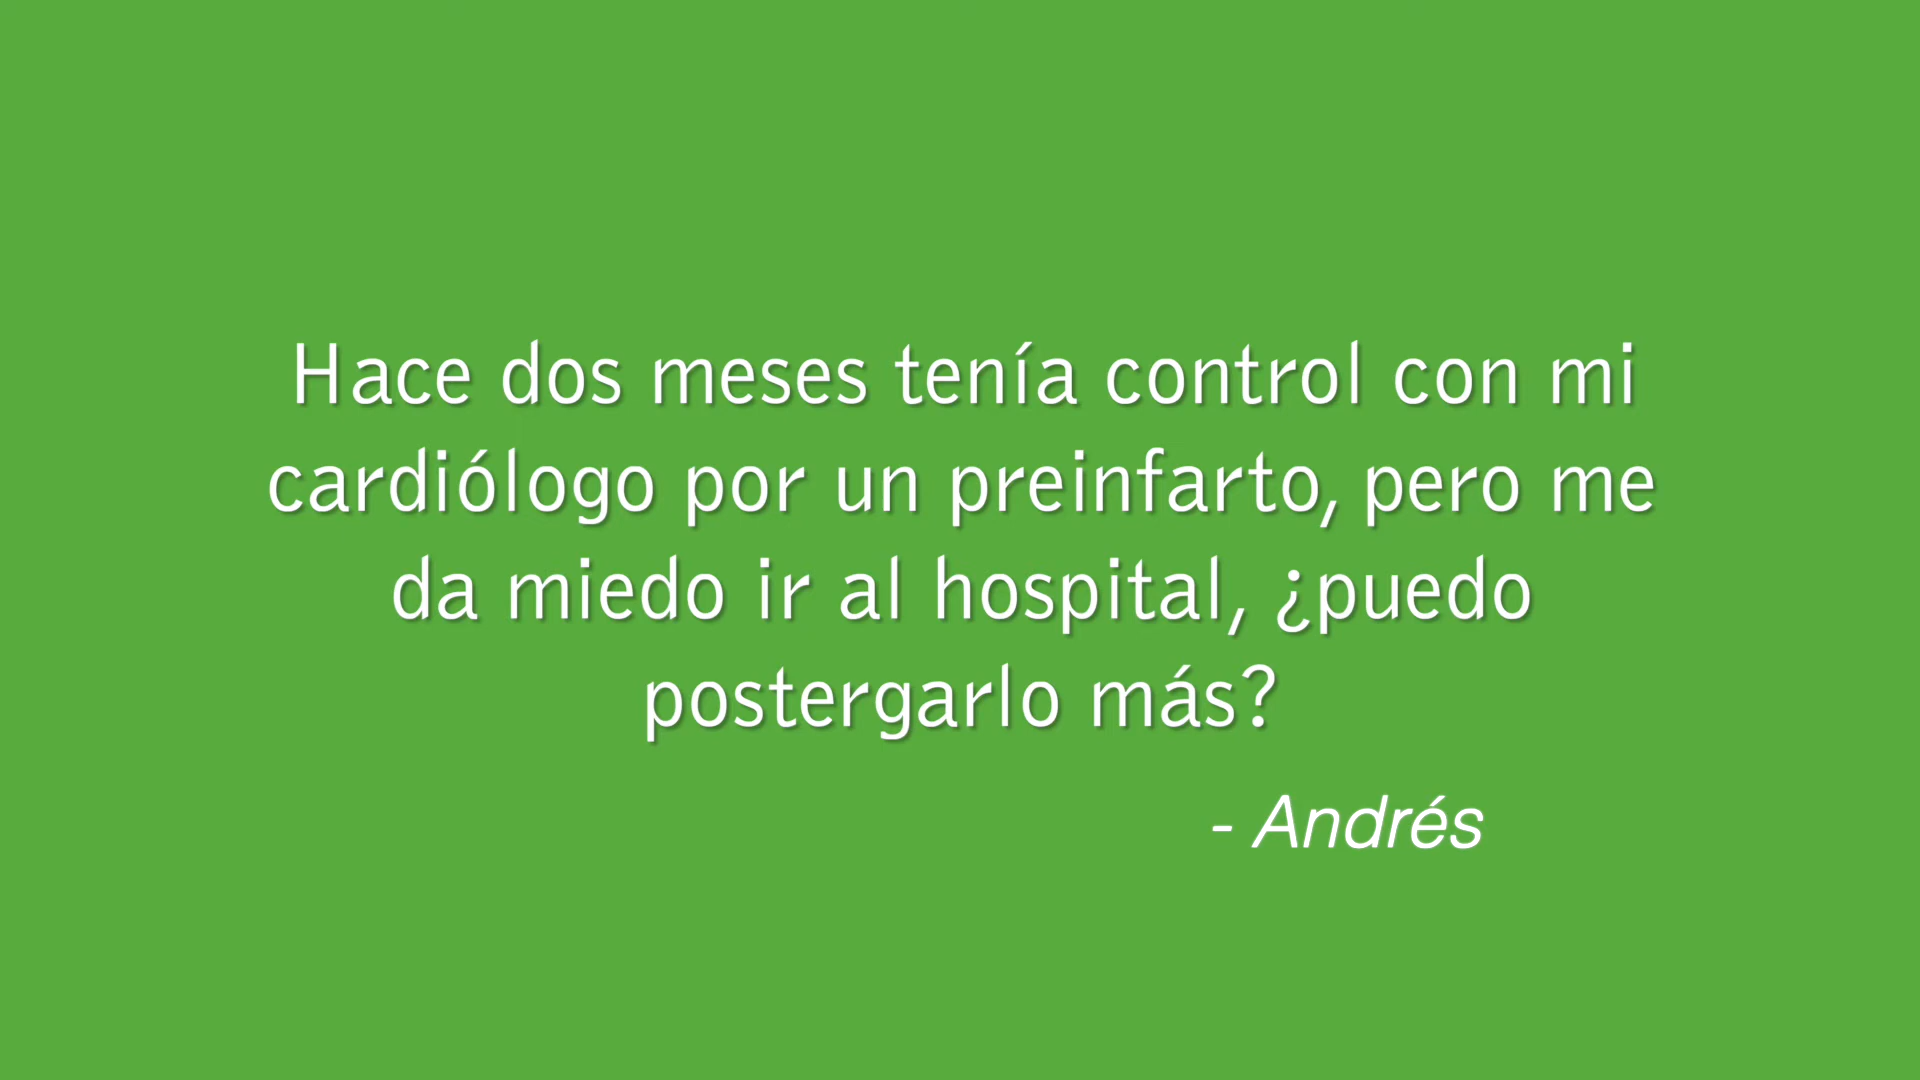 Hace dos meses tenía control con mi
cardiólogo por un preinfarto, pero me
da miedo ir al hospital, ¿puedo
postergarlo más?
- Andrés